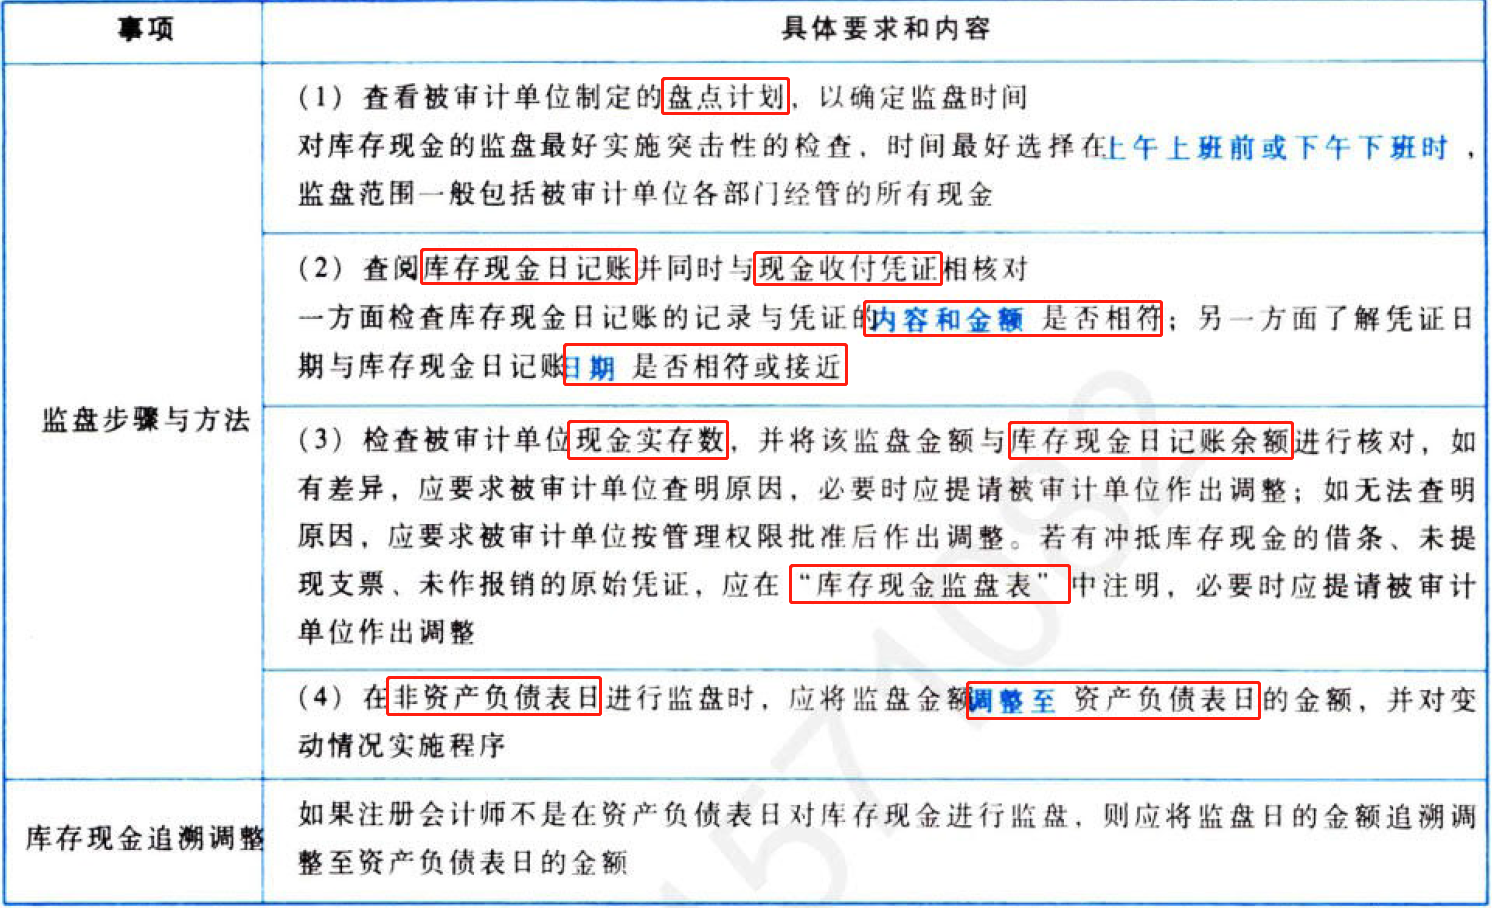 事项
具体要求和内容
监盘步骤与方法
(1) 查看被审计单位制定的盘点计划，以确定监盘时间
对库存现金的监盘最好实施突击性的检查，时间最好选择在上午上班前或下午下班时，
监盘范围一般包括被审计单位各部门经管的所有现金
(2) 查阅库存现金日记账并同时与现金收付凭证相核对
一方面检查库存现金日记账的记录与凭证的内容和金额是否相符；另一方面了解凭证日
期与库存现金日记账日期是否相符或接近
(3) 检查被审计单位现金实存数，并将该监盘金额与库存现金日记账余额进行核对，如
有差异，应要求被审计单位查明原因，必要时应提请被审计单位作出调整；如无法查明
原因，应要求被审计单位按管理权限批准后作出调整。若有冲抵库存现金的借条、未提
现支票、未作报销的原始凭证，应在“库存现金监盘表”中注明，必要时应提请被审计
单位作出调整
(4) 在非资产负债表日进行监盘时，应将监盘金额调整至资产负债表日的金额，并对变
动情况实施程序
库存现金追溯调整
如果注册会计师不是在资产负债表日对库存现金进行监盘，则应将监盘日的金额追溯调
整至资产负债表日的金额
1571082